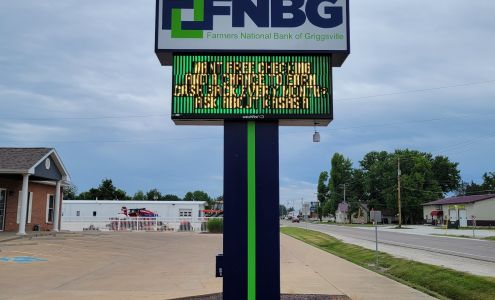 FNBG
Farmers National Bank of Griggsville
WANT FREE CHECKING
AND A CHANCE TO EARN
CASH BACK EVERY MONTH?
ASK ABOUT KASASA